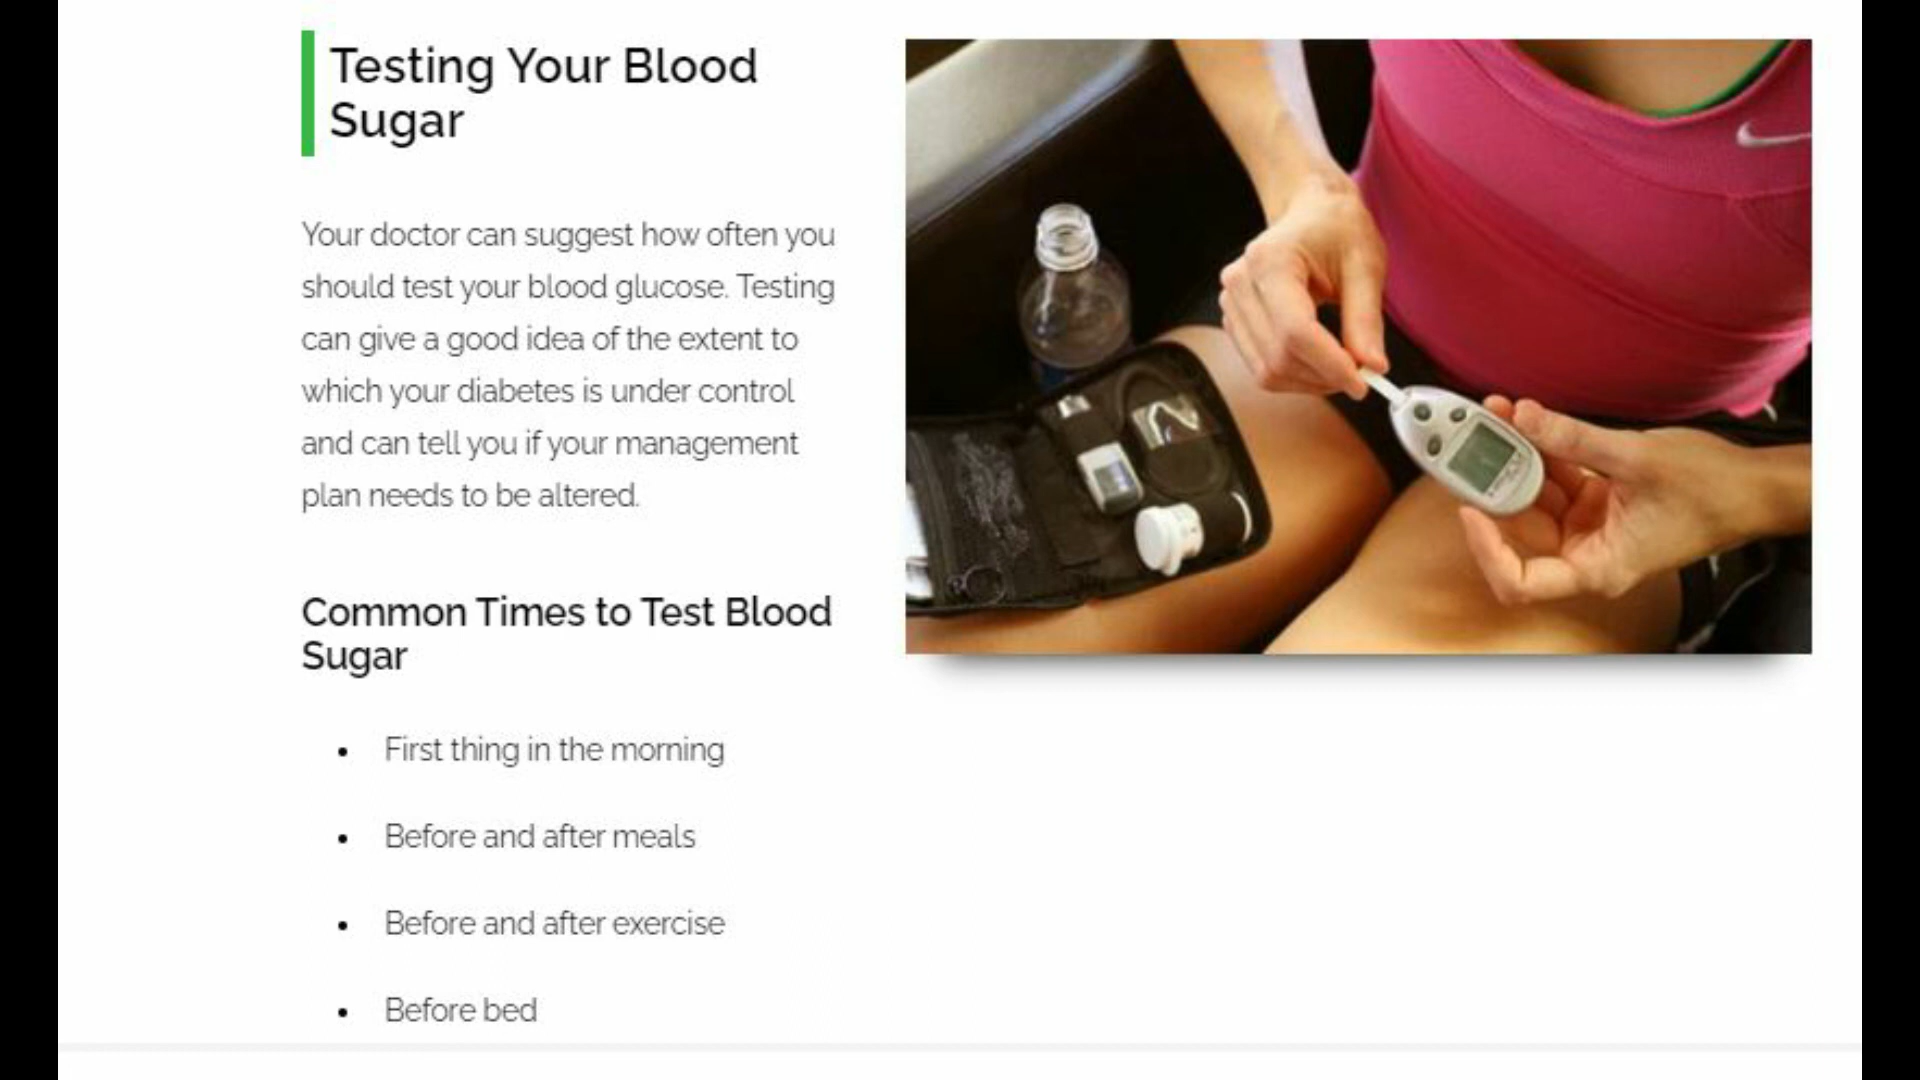 Testing Your Blood
Sugar
Your doctor can suggest how often you
should test your blood glucose. Testing
can give a good idea of the extent to
which your diabetes is under control
and can tell you if your management
plan needs to be altered.
Common Times to Test Blood
Sugar
• First thing in the morning
• Before and after meals
• Before and after exercise
• Before bed